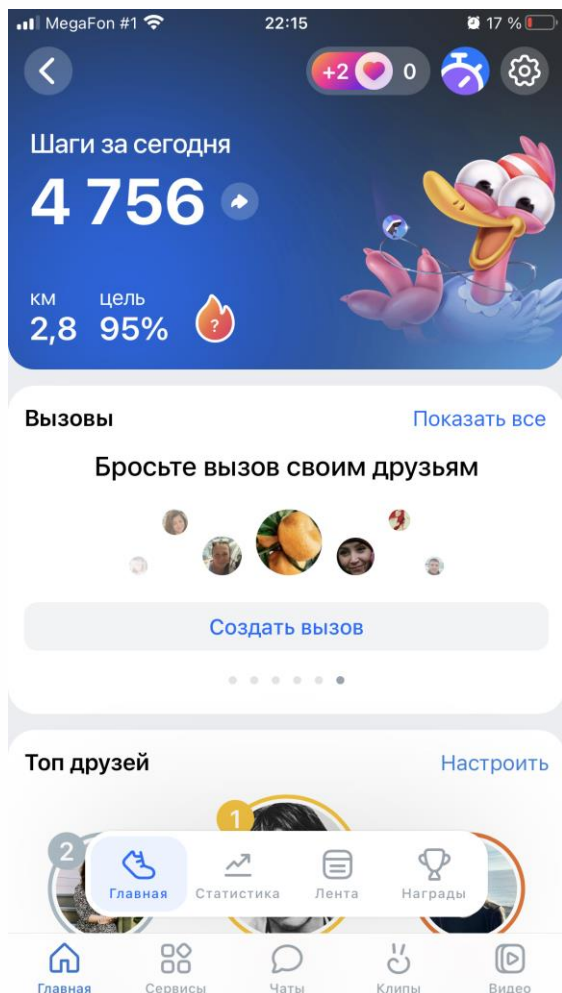 MegaFon #1 22:15 17 %
+2 0
Шаги за сегодня
4 756
км цель
2,8 95% ?
Вызовы Показать все
Бросьте вызов своим друзьям
Создать вызов
Топ друзей Настроить
1
2
Главная Статистика Лента Награды
Главная Сервисы Чаты Клипы Видео